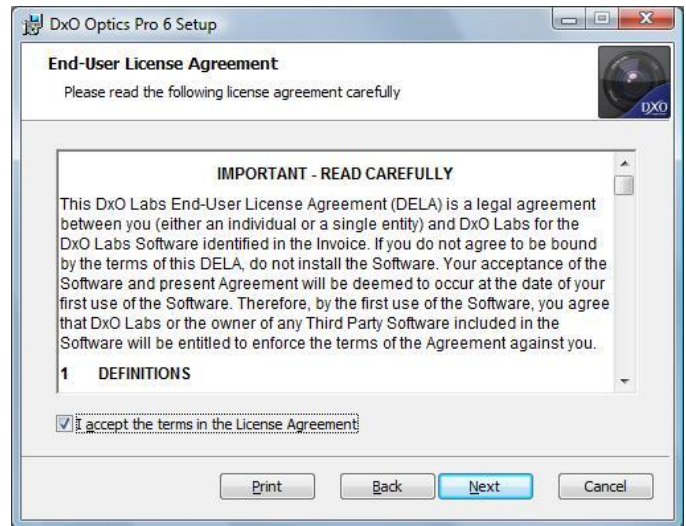 DxO Optics Pro 6 Setup
End-User License Agreement
Please read the following license agreement carefully
DXO
IMPORTANT - READ CAREFULLY
This DxO Labs End-User License Agreement (DELA) is a legal agreement
between you (either an individual or a single entity) and DxO Labs for the
DxO Labs Software identified in the Invoice. If you do not agree to be bound
by the terms of this DELA, do not install the Software. Your acceptance of the
Software and present Agreement will be deemed to occur at the date of your
first use of the Software. Therefore, by the first use of the Software, you agree
that DxO Labs or the owner of any Third Party Software included in the
Software will be entitled to enforce the terms of the Agreement against you.
1 DEFINITIONS
I accept the terms in the License Agreement
Print Back Next Cancel